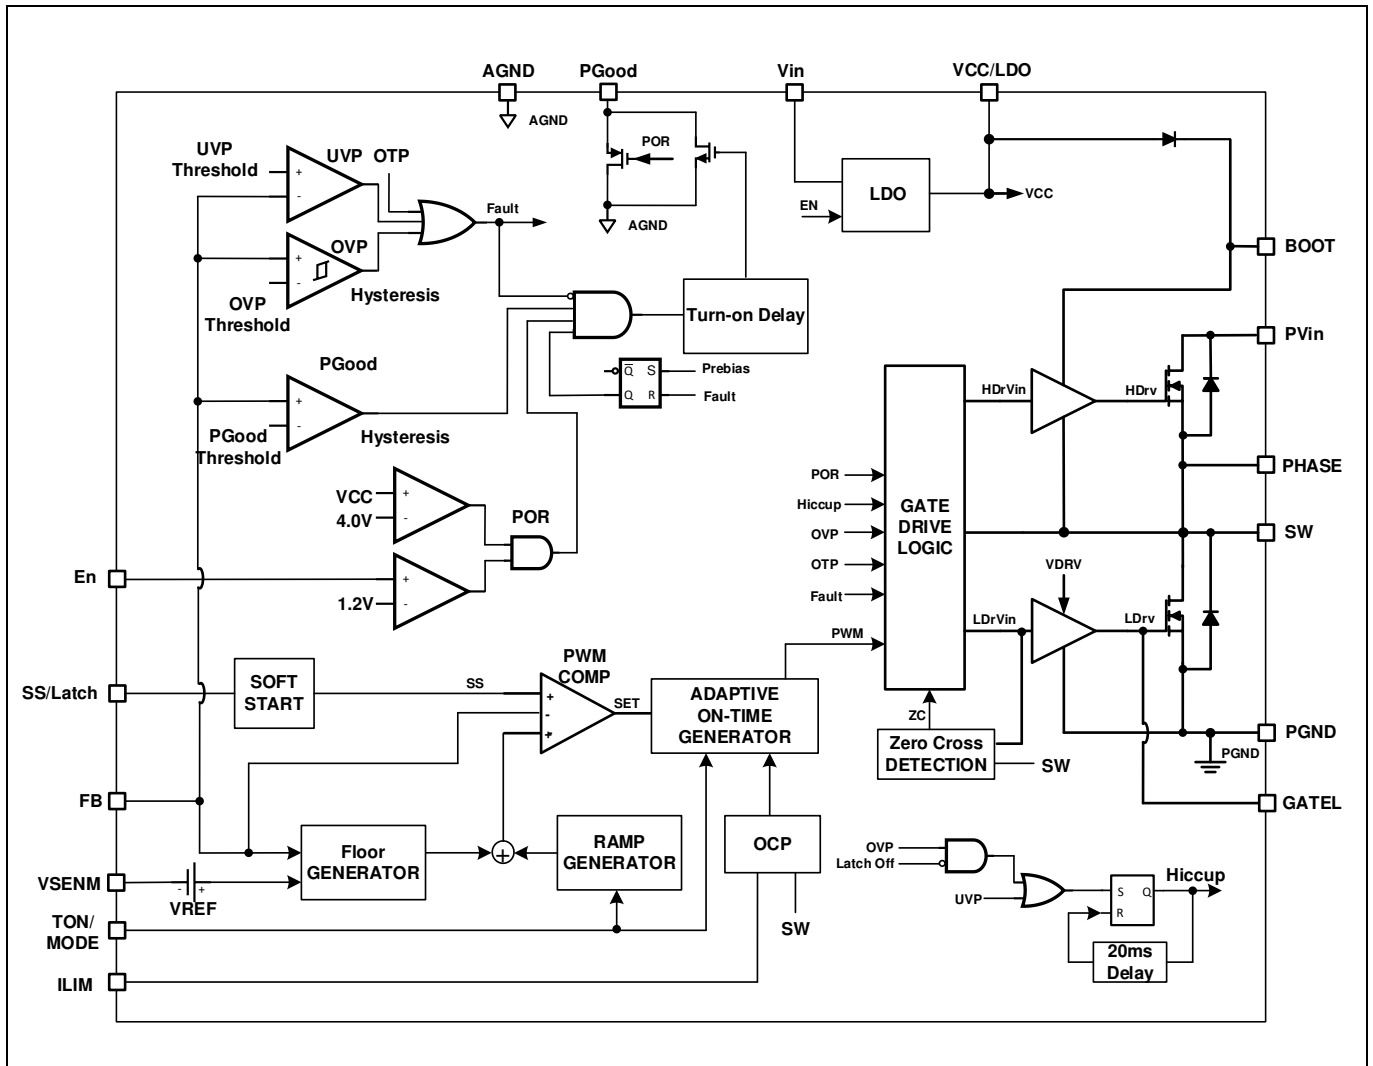 AGND
PGood
Vin
VCC/LDO
AGND
UVP
Threshold
UVP
OTP
POR
+
-
Fault
LDO
EN
VCC
AGND
BOOT
OVP
+
-
Hysteresis
OVP
Threshold
Turn-on Delay
PVin
PGood
Q
S
Prebias
Q
R
Fault
HDrVin
HDrv
+
-
PGood
Threshold
Hysteresis
PHASE
POR
Hiccup
OVP
OTP
Fault
PWM
GATE
DRIVE
LOGIC
VCC
4.0V
+
-
POR
SW
En
+
-
1.2V
VDRV
LDrVin
LDrv
SS/Latch
SOFT
START
SS
PWM
COMP
+
-
+
SET
ADAPTIVE
ON-TIME
GENERATOR
ZC
Zero Cross
DETECTION
SW
PGND
PGND
FB
GATEL
Floor
GENERATOR
+
RAMP
GENERATOR
OCP
OVP
Latch Off
UVP
S
Q
R
Hiccup
VSENM
-
+
VREF
TON/
MODE
SW
20ms
Delay
ILIM